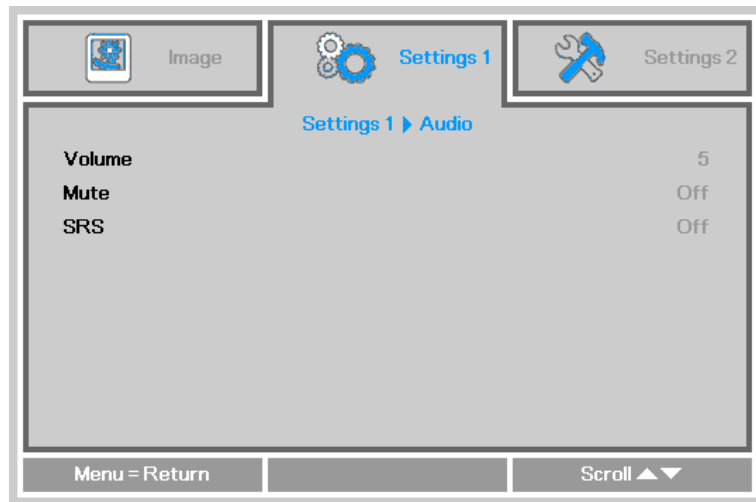 Image Settings 1 Settings 2
Settings 1 ▶ Audio
Volume 5
Mute Off
SRS Off
Menu = Return Scroll ▲▼